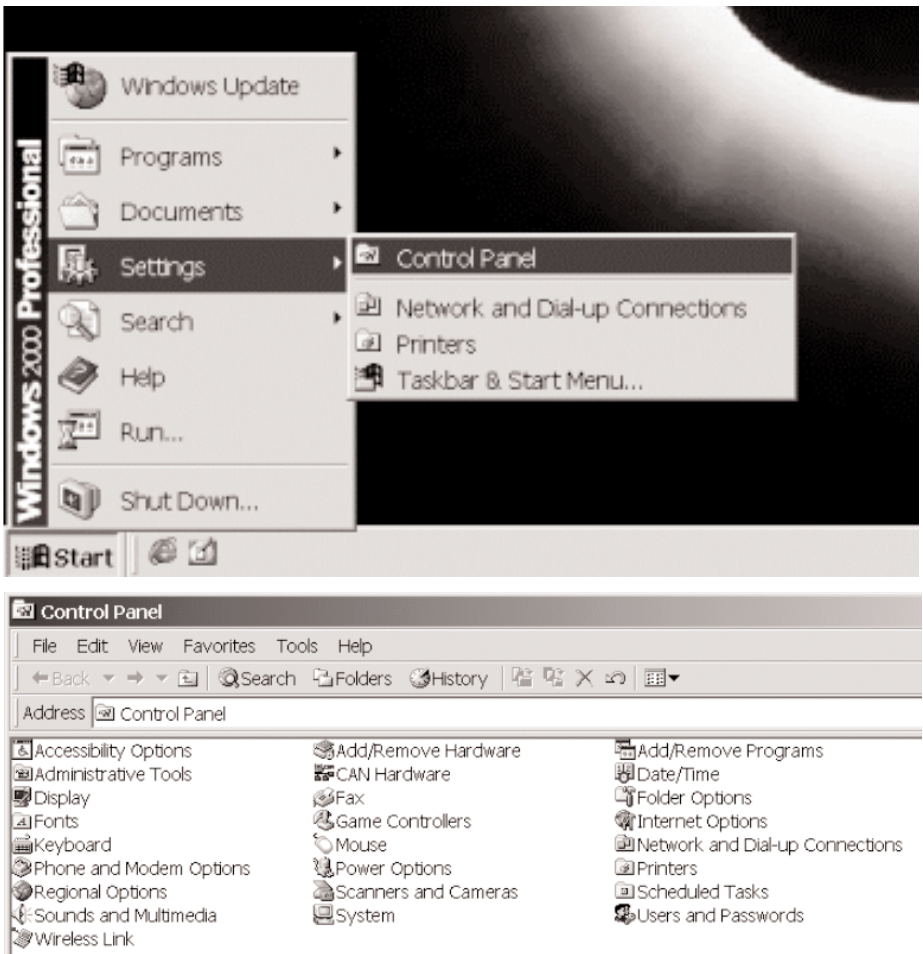 Windows 2000 Professional
Windows Update
Programs
Documents
Settings
Search
Help
Run...
Shut Down...
Control Panel
Network and Dial-up Connections
Printers
Taskbar & Start Menu...
Start
Control Panel
File Edit View Favorites Tools Help
Back Search Folders History
Address Control Panel
Accessibility Options Add/Remove Hardware Add/Remove Programs
Administrative Tools CAN Hardware Date/Time
Display Fax Folder Options
Fonts Game Controllers Internet Options
Keyboard Mouse Network and Dial-up Connections
Phone and Modem Options Power Options Printers
Regional Options Scanners and Cameras Scheduled Tasks
Sounds and Multimedia System Users and Passwords
Wireless Link